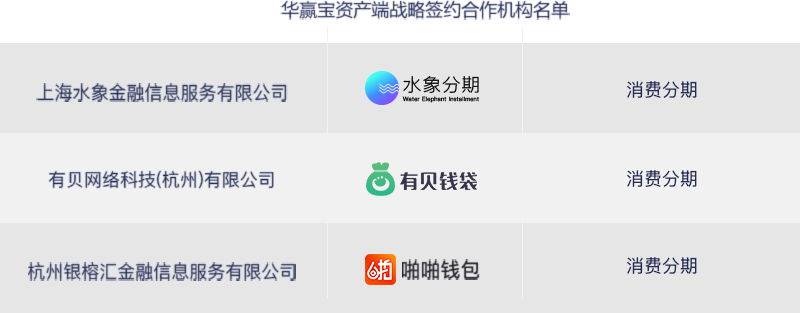 华赢宝资产端战略签约合作机构名单
上海水象金融信息服务有限公司
水象分期
Water Elephant Installment
消费分期
有贝网络科技(杭州)有限公司
有贝钱袋
消费分期
杭州银榕汇金融信息服务有限公司
啪
啪啪钱包
消费分期